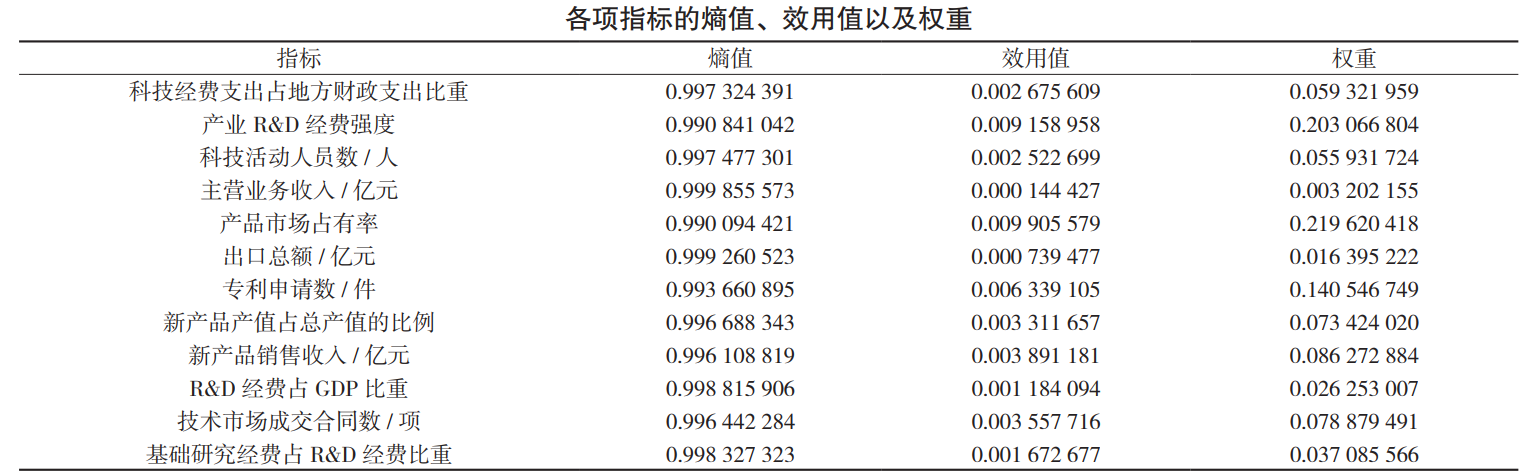 各项指标的熵值、效用值以及权重
指标 熵值 效用值 权重
科技经费支出占地方财政支出比重 0.997 324 391 0.002 675 609 0.059 321 959
产业 R&D 经费强度 0.990 841 042 0.009 158 958 0.203 066 804
科技活动人员数 / 人 0.997 477 301 0.002 522 699 0.055 931 724
主营业务收入 / 亿元 0.999 855 573 0.000 144 427 0.003 202 155
产品市场占有率 0.990 094 421 0.009 905 579 0.219 620 418
出口总额 / 亿元 0.999 260 523 0.000 739 477 0.016 395 222
专利申请数 / 件 0.993 660 895 0.006 339 105 0.140 546 749
新产品产值占总产值的比例 0.996 688 343 0.003 311 657 0.073 424 020
新产品销售收入 / 亿元 0.996 108 819 0.003 891 181 0.086 272 884
R&D 经费占 GDP 比重 0.998 815 906 0.001 184 094 0.026 253 007
技术市场成交合同数 / 项 0.996 442 284 0.003 557 716 0.078 879 491
基础研究经费占 R&D 经费比重 0.998 327 323 0.001 672 677 0.037 085 566